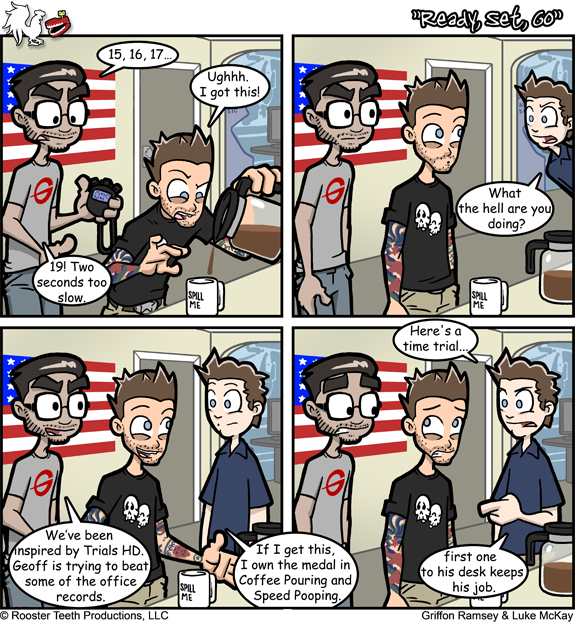 "Ready, Set, Go"
15, 16, 17...
Ughhh.
I got this!
19! Two
seconds too
slow.
SPILL
ME
What
the hell are you
doing?
SPILL
ME
We've been
inspired by Trials HD.
Geoff is trying to beat
some of the office
records.
If I get this,
I own the medal in
Coffee Pouring and
Speed Pooping.
SPILL
ME
Here's a
time trial...
first one
to his desk keeps
his job.
© Rooster Teeth Productions, LLC
Griffon Ramsey & Luke McKay